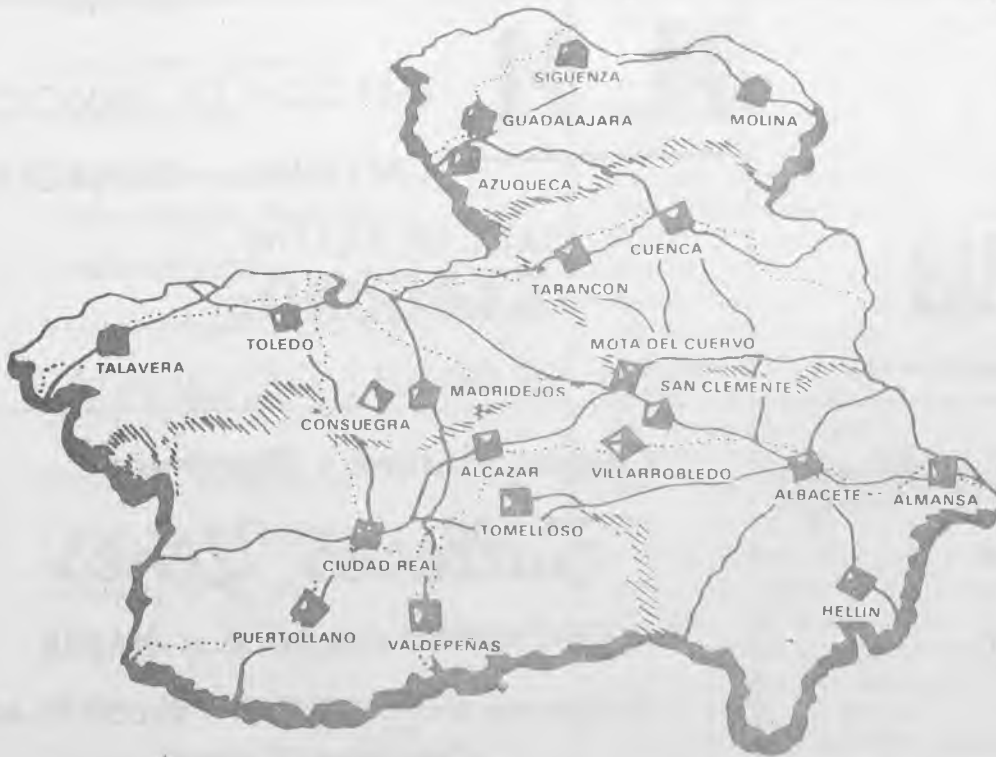 SIGUENZA
GUADALAJARA
MOLINA
AZUQUECA
CUENCA
TARANCON
TOLEDO
MOTA DEL CUERVO
TALAVERA
MADRIDEJOS
SAN CLEMENTE
CONSUEGRA
ALCAZAR
VILLARROBLEDO
ALBACETE
ALMANSA
TOMELLOSO
CIUDAD REAL
HELLIN
PUERTOLLANO
VALDEPEÑAS